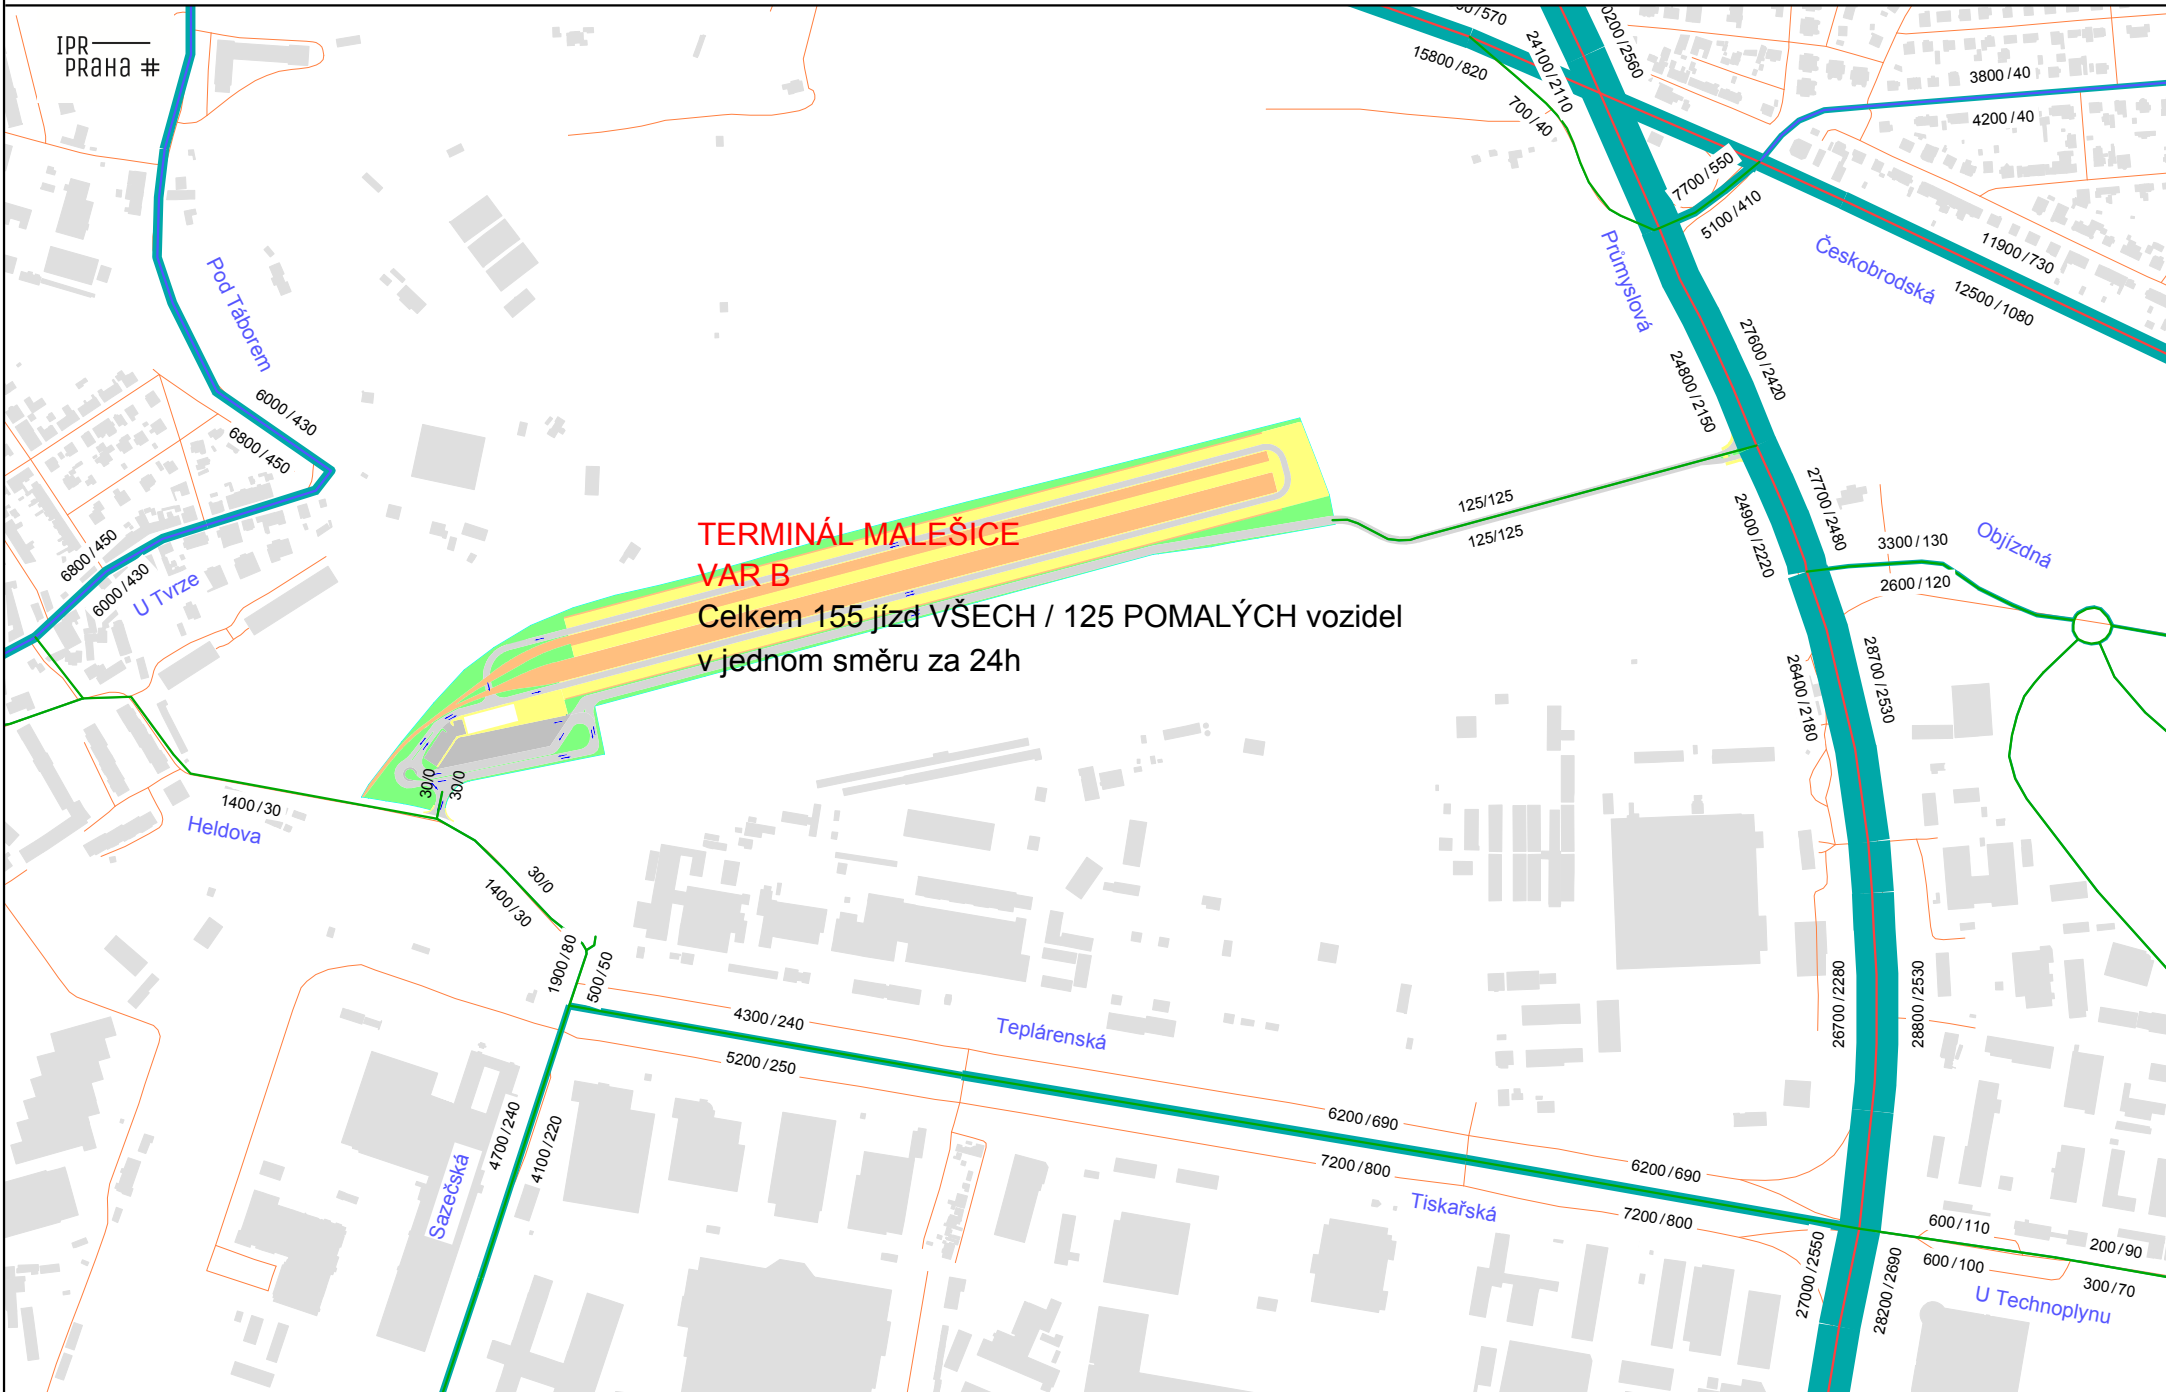 IPR
PRAHA #
15800/820
24100/2110
700/40
3800/40
4200/40
7700/550
5100/410
Průmyslová
Českobrodská
11900/730
12500/1080
Pod Táborem
6000/430
6800/450
27600/2420
24800/2150
27700/2480
24900/2220
125/125
125/125
Objízdná
3300/130
2600/120
TERMINÁL MALEŠICE
VAR B
Celkem 155 jízd VŠECH / 125 POMALÝCH vozidel
v jednom směru za 24h
6800/450
6000/430
U Tvrze
28700/2530
26400/2180
30/0
30/0
1400/30
Heldova
30/0
1400/30
1900/80
500/50
4300/240
5200/250
Teplárenská
26700/2280
28800/2530
4700/240
4100/220
Sazečská
6200/690
7200/800
6200/690
7200/800
Tiskařská
27000/2550
28200/2690
600/110
600/100
200/90
300/70
U Technoplynu